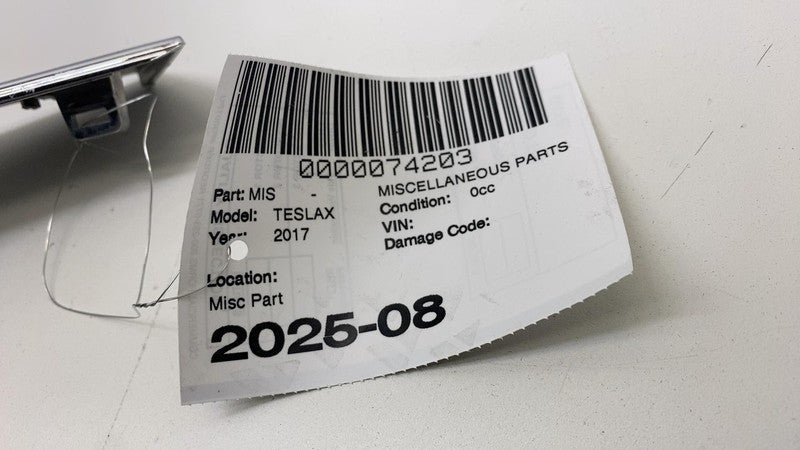 0000074203
Part: MIS -
MISCELLANEOUS PARTS
Model: TESLAX
Condition: 0cc
Year: 2017
VIN:
Damage Code:
Location:
Misc Part
2025-08